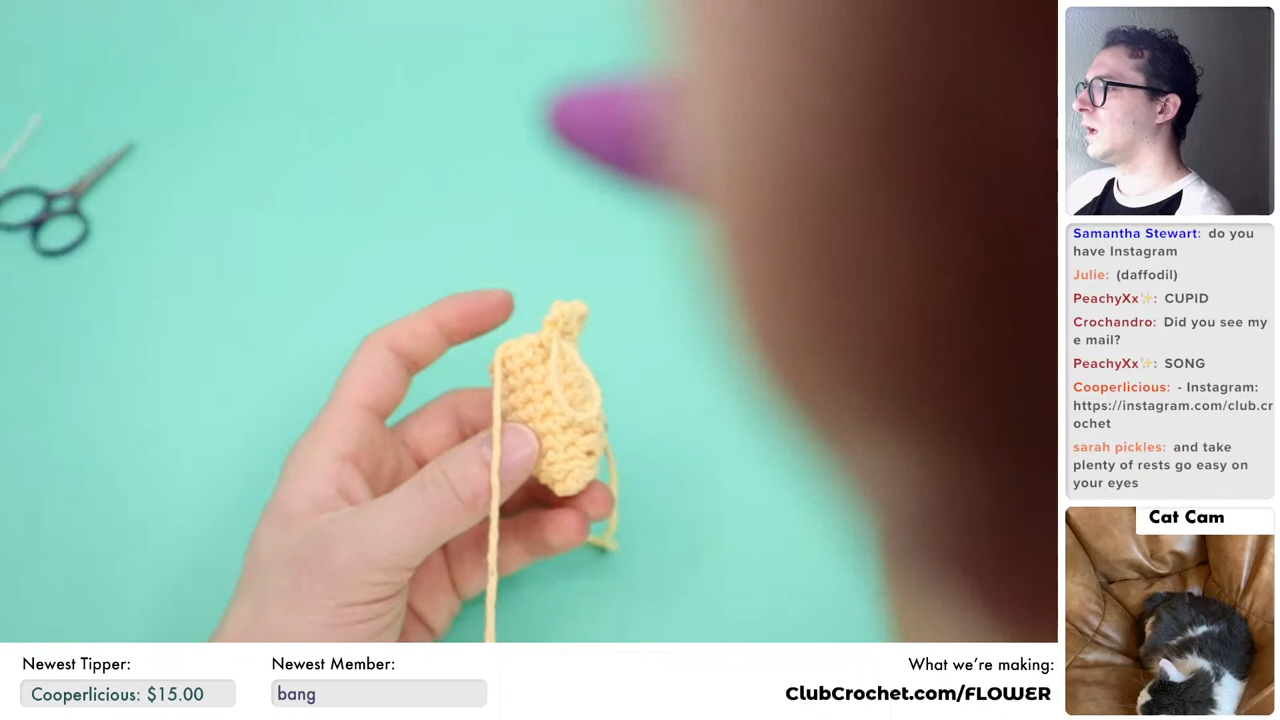 Samantha Stewart: do you
have Instagram
Julie: (daffodil)
PeachyXx✨: CUPID
Crochandro: Did you see my
e mail?
PeachyXx✨: SONG
Cooperlicious: - Instagram:
https://instagram.com/club.cr
ochet
sarah pickles: and take
plenty of rests go easy on
your eyes
Cat Cam
Newest Tipper:
Cooperlicious: $15.00
Newest Member:
bang
What we're making:
ClubCrochet.com/FLOWER